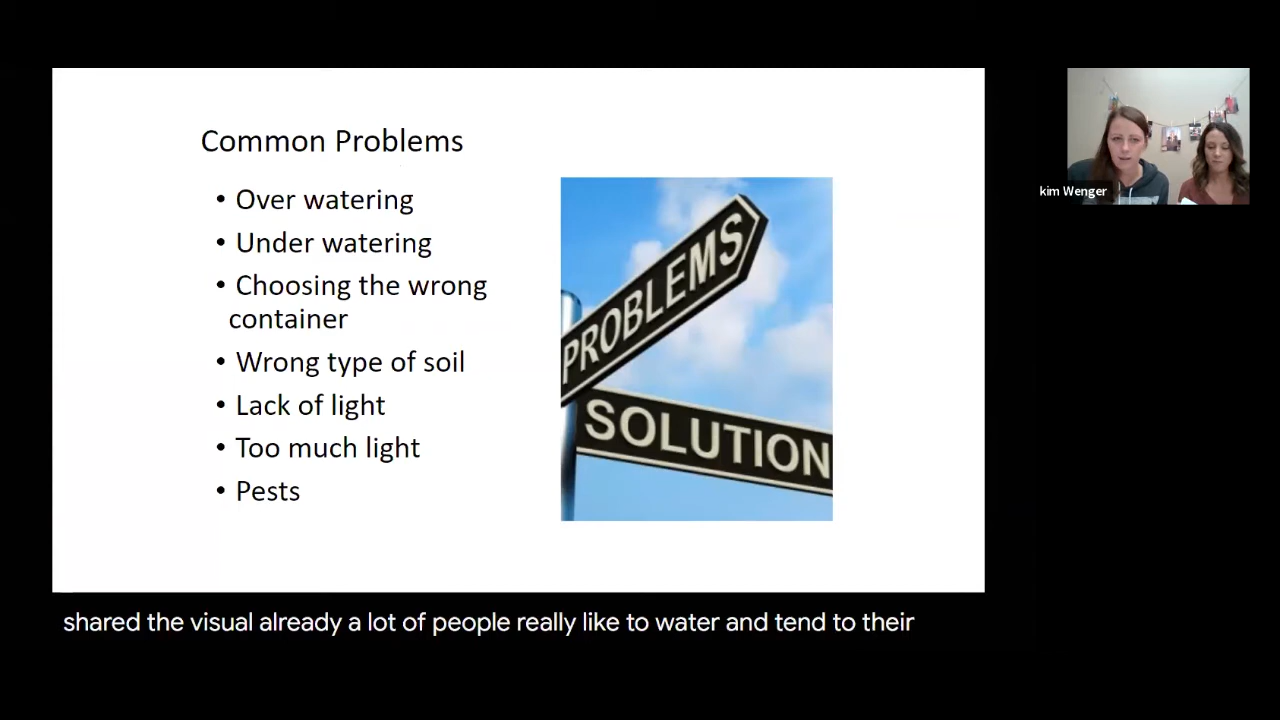 Common Problems
• Over watering
• Under watering
• Choosing the wrong
container
• Wrong type of soil
• Lack of light
• Too much light
• Pests
PROBLEMS
SOLUTION
kim Wenger
shared the visual already a lot of people really like to water and tend to their